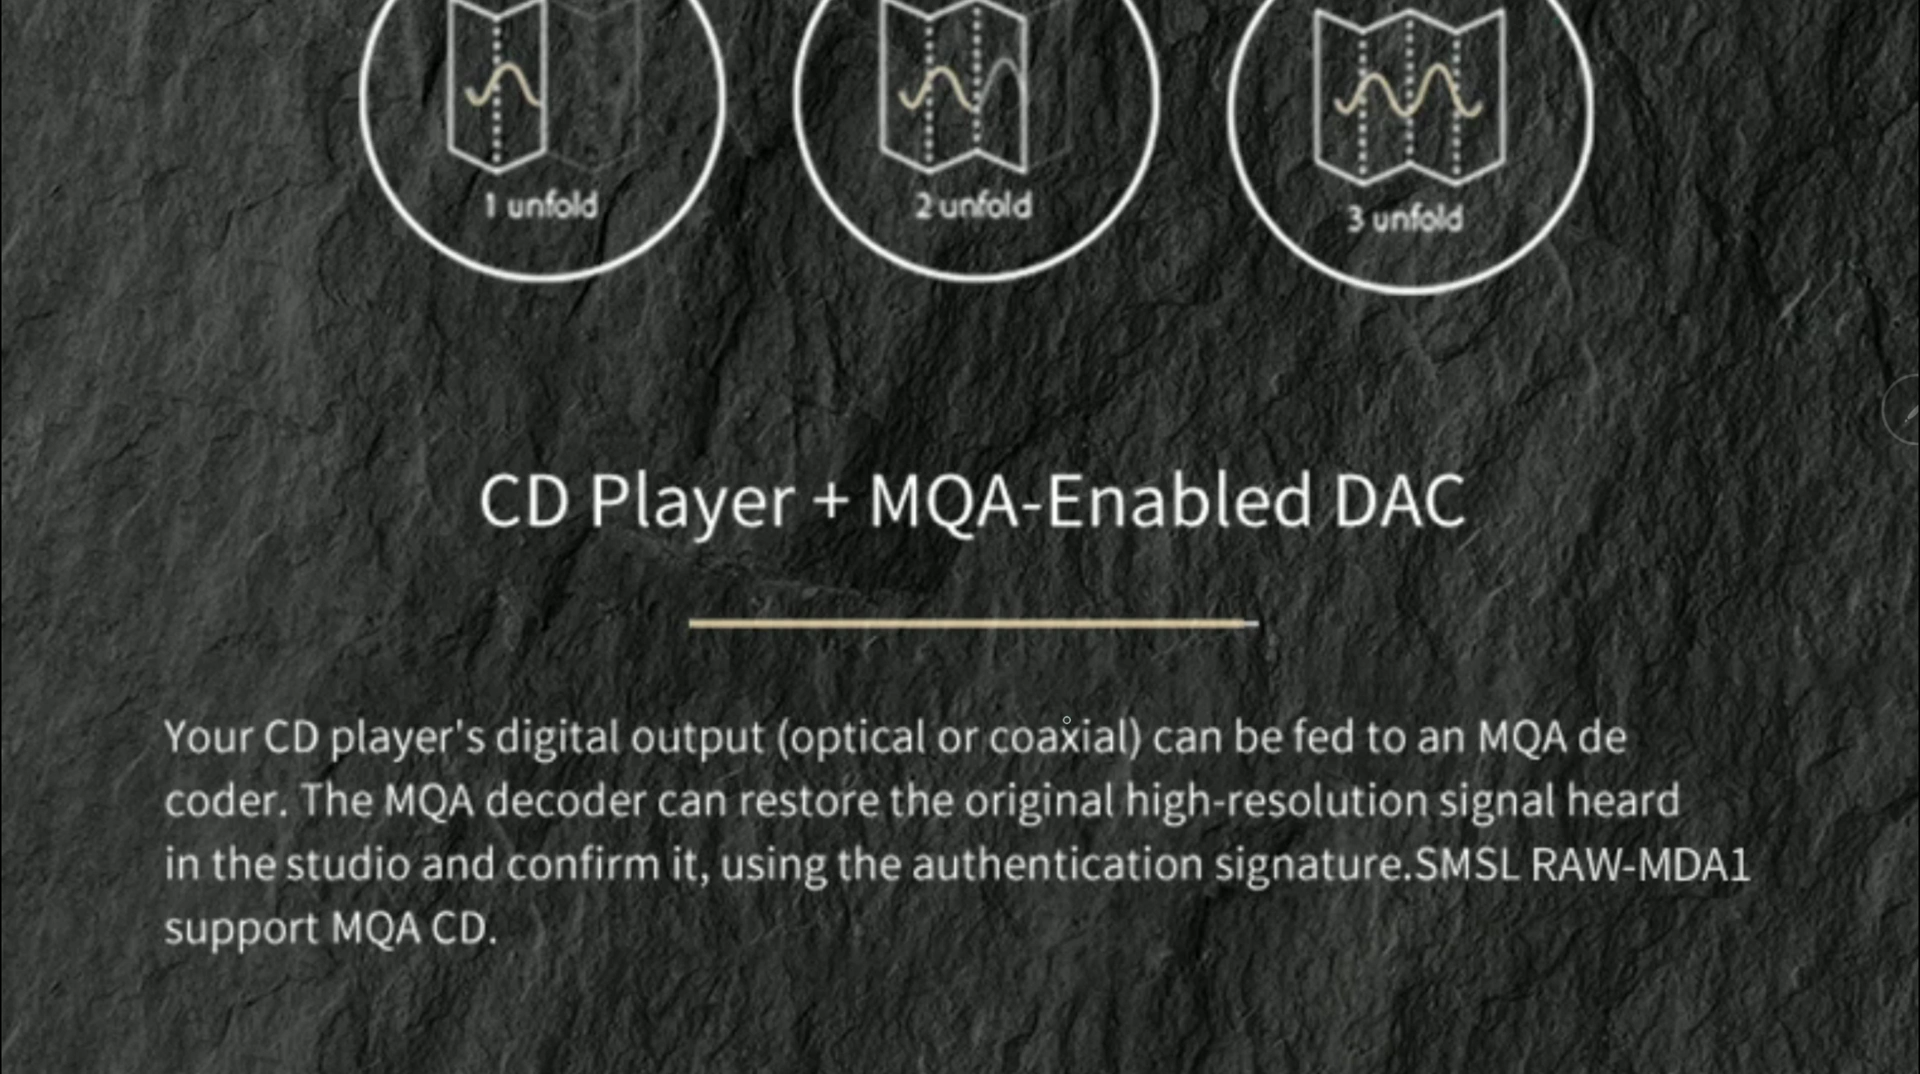 1 unfold
2 unfold
3 unfold
CD Player + MQA-Enabled DAC
Your CD player's digital output (optical or coaxial) can be fed to an MQA de
coder. The MQA decoder can restore the original high-resolution signal heard
in the studio and confirm it, using the authentication signature.SMSL RAW-MDA1
support MQA CD.